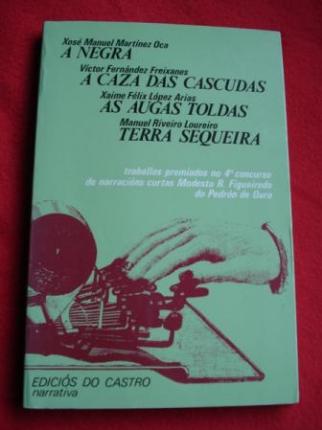 Xosé Manuel Martínez Oca
A NEGRA
Víctor Fernández Freixanes
A CAZA DAS CASCUDAS
Xaime Félix López Arias
AS AUGAS TOLDAS
Manuel Riveiro Loureiro
TERRA SEQUEIRA
traballos premiados no 4º concurso
de narracións curtas Modesto R. Figueiredo
do Pedrón de Ouro
EDICIÓS DO CASTRO
narrativa